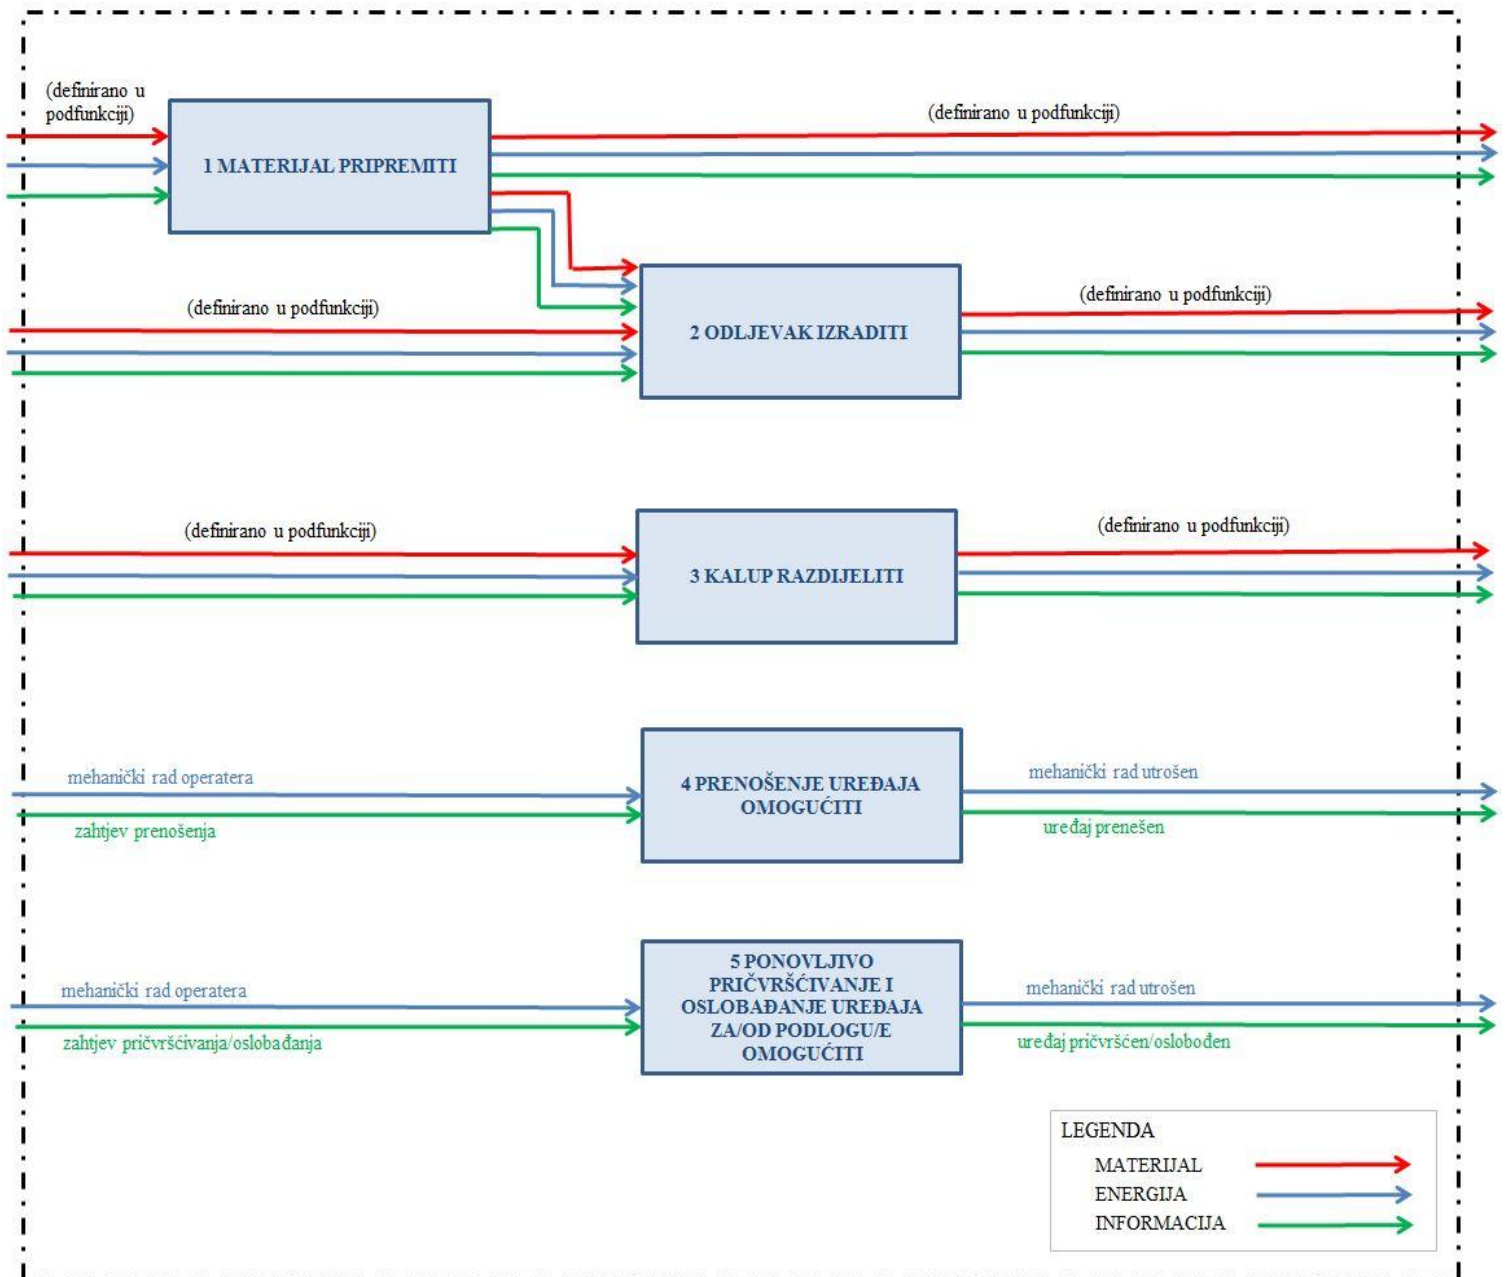 (definirano u
podfunkciji)
(definirano u podfunkciji)
1 MATERIJAL PRIPREMITI
(definirano u podfunkciji)
(definirano u podfunkciji)
2 ODLJEVAK IZRADITI
(definirano u podfunkciji)
(definirano u podfunkciji)
3 KALUP RAZDIJELITI
mehanički rad operatera
zahtjev prenošenja
4 PRENOŠENJE UREĐAJA
OMOGUĆITI
mehanički rad utrošen
uređaj prenešen
mehanički rad operatera
zahtjev pričvršćivanja/oslobađanja
5 PONOVLJIVO
PRIČVRŠĆIVANJE I
OSLOBAĐANJE UREĐAJA
ZA/OD PODLOGU/E
OMOGUĆITI
mehanički rad utrošen
uređaj pričvršćen/oslobođen
LEGENDA
MATERIJAL
ENERGIJA
INFORMACIJA